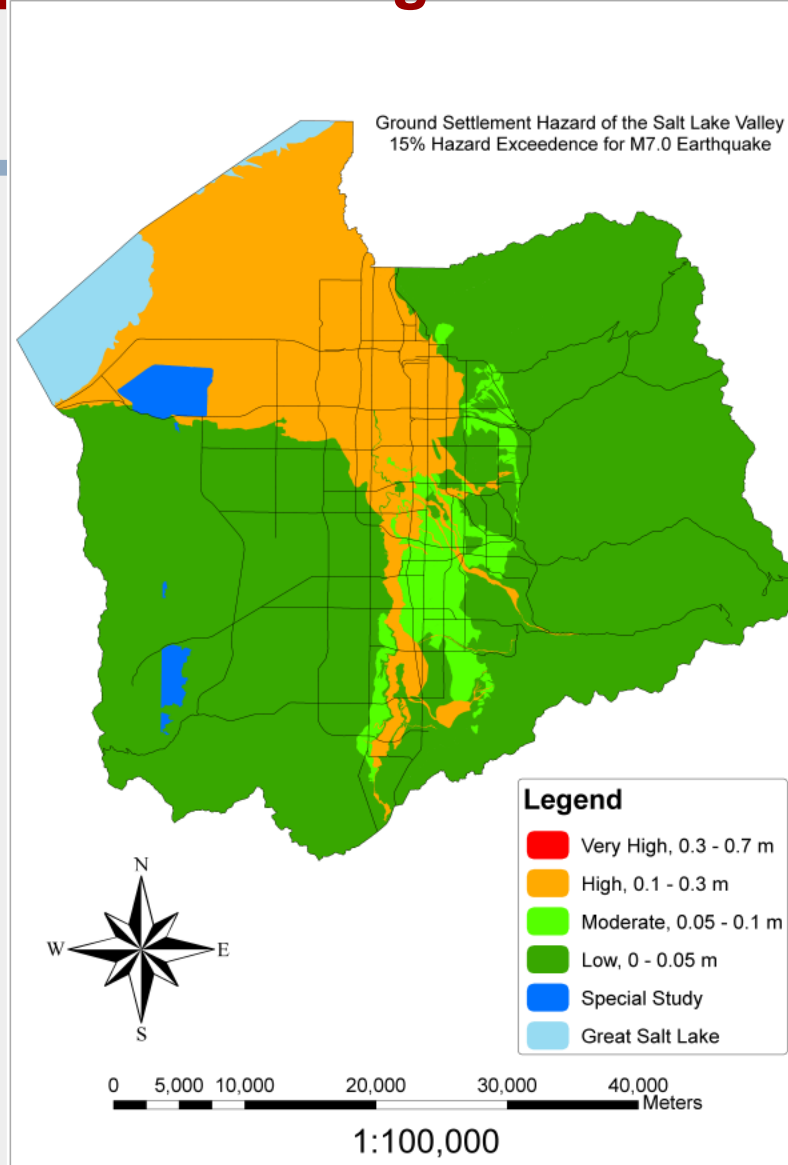 Ground Settlement Hazard of the Salt Lake Valley
15% Hazard Exceedence for M7.0 Earthquake
Legend
Very High, 0.3 - 0.7 m
High, 0.1 - 0.3 m
Moderate, 0.05 - 0.1 m
Low, 0 - 0.05 m
Special Study
Great Salt Lake
N
W E
S
0 5,000 10,000 20,000 30,000 40,000
Meters
1:100,000